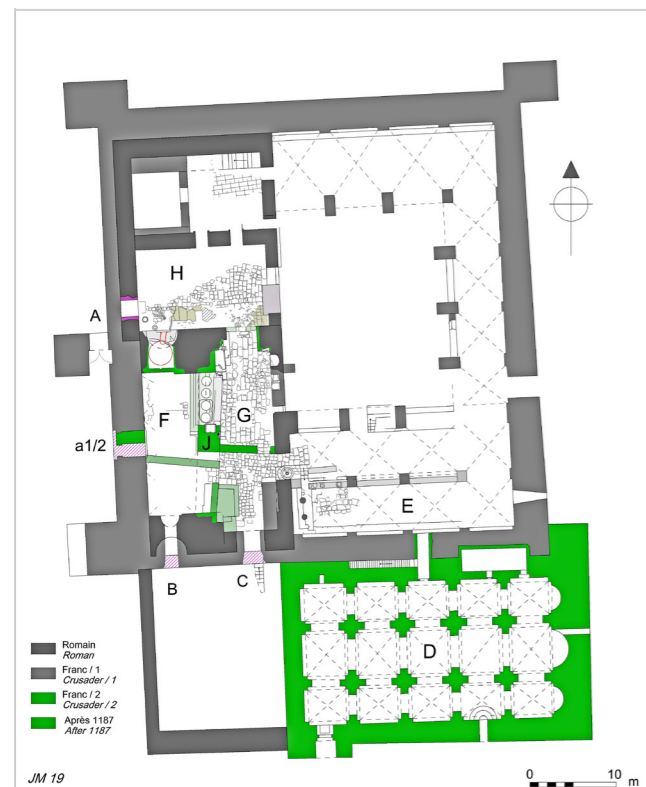 H
A
F
G
J
a1/2
E
B
C
D
Romain
Roman
Franc / 1
Crusader / 1
Franc / 2
Crusader / 2
Après 1187
After 1187
JM 19
0 10 m